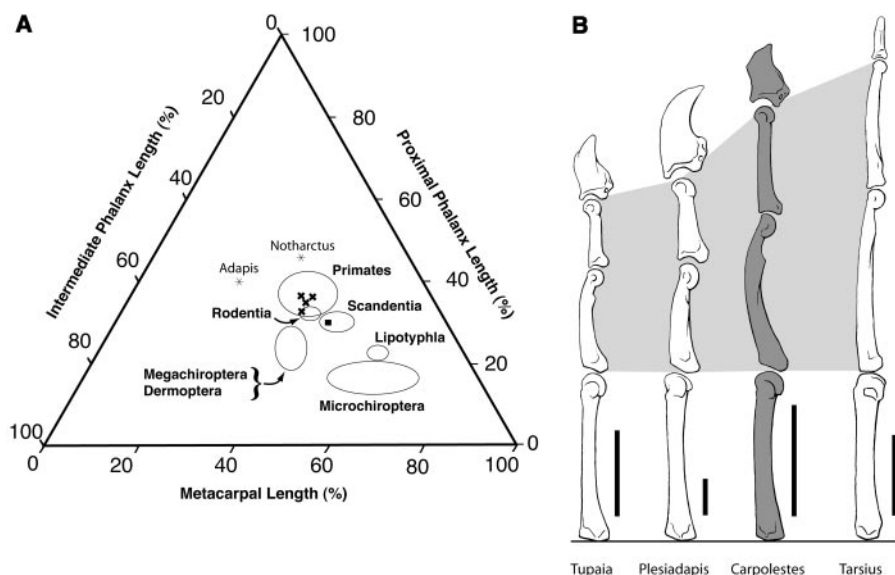 A
B
0
100
20
80
40
60
60
40
80
20
100
0
Intermediate Phalanx Length (%)
Proximal Phalanx Length (%)
Notharctus
*
Adapis
*
Primates
Rodentia
Scandentia
Lipotyphla
Megachiroptera
Dermoptera
}
Microchiroptera
0
20
40
60
80
100
Metacarpal Length (%)
Tupaia
Plesiadapis
Carpolestes
Tarsius